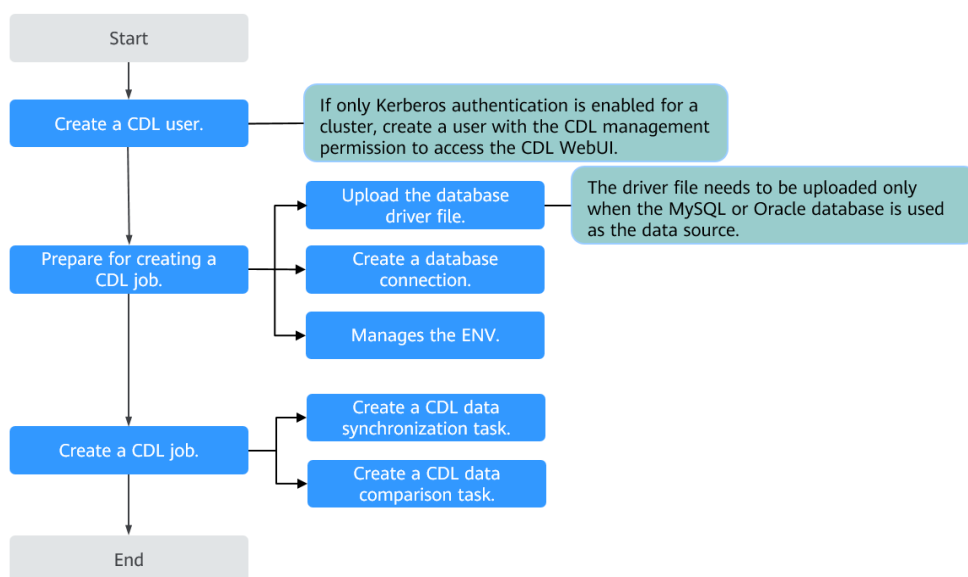 Start
Create a CDL user.
If only Kerberos authentication is enabled for a
cluster, create a user with the CDL management
permission to access the CDL WebUI.
Upload the database
driver file.
The driver file needs to be uploaded only
when the MySQL or Oracle database is used
as the data source.
Prepare for creating a
CDL job.
Create a database
connection.
Manages the ENV.
Create a CDL job.
Create a CDL data
synchronization task.
Create a CDL data
comparison task.
End